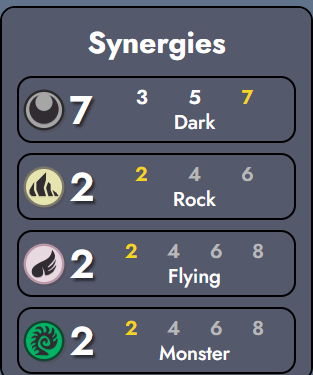 Synergies
7 3 5 7
Dark
2 2 4 6
Rock
2 2 4 6 8
Flying
2 2 4 6 8
Monster